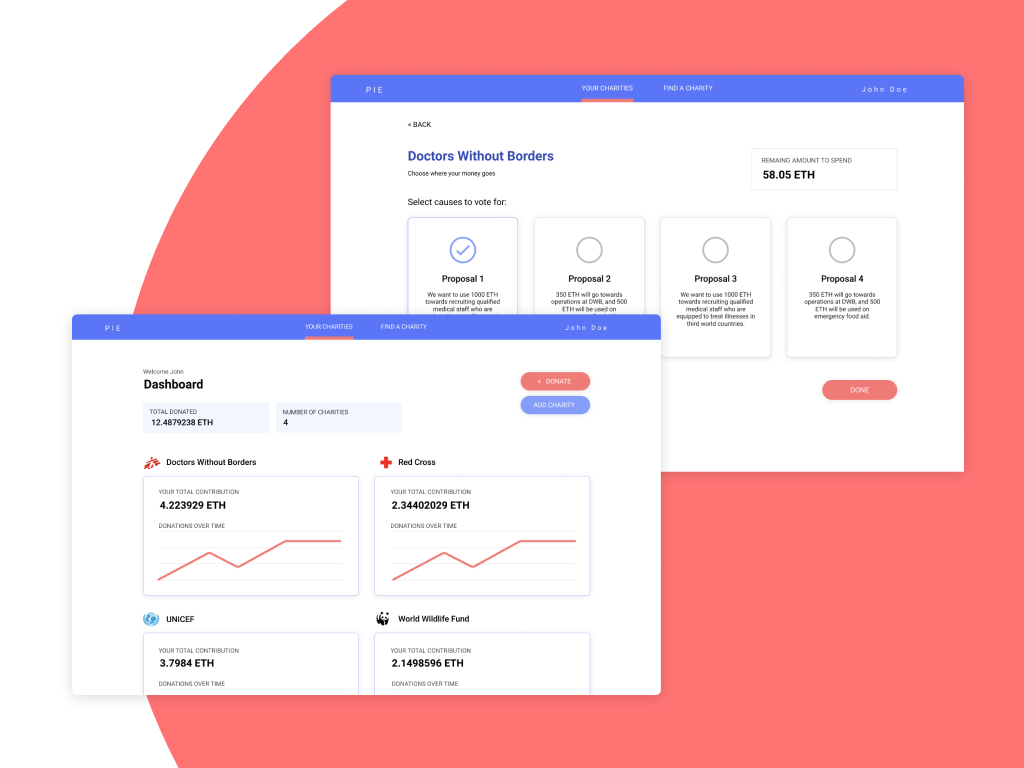 PIE
YOUR CHARITIES
FIND A CHARITY
John Doe
< BACK
Doctors Without Borders
Choose where your money goes
REMAING AMOUNT TO SPEND
58.05 ETH
Select causes to vote for:
Proposal 1
We want to use 1000 ETH
towards recruiting qualified
medical staff who are
Proposal 2
350 ETH will go towards
operations at DWB, and 500
ETH will be used on
Proposal 3
We want to use 1000 ETH
towards recruiting qualified
medical staff who are
equipped to treat illnesses in
third world countries.
Proposal 4
350 ETH will go towards
operations at DWB, and 500
ETH will be used on
emergency food aid.
DONE
PIE
YOUR CHARITIES
FIND A CHARITY
John Doe
Welcome John
Dashboard
+ DONATE
ADD CHARITY
TOTAL DONATED
12.4879238 ETH
NUMBER OF CHARITIES
4
Doctors Without Borders
YOUR TOTAL CONTRIBUTION
4.223929 ETH
DONATIONS OVER TIME
Red Cross
YOUR TOTAL CONTRIBUTION
2.34402029 ETH
DONATIONS OVER TIME
UNICEF
YOUR TOTAL CONTRIBUTION
3.7984 ETH
DONATIONS OVER TIME
World Wildlife Fund
YOUR TOTAL CONTRIBUTION
2.1498596 ETH
DONATIONS OVER TIME